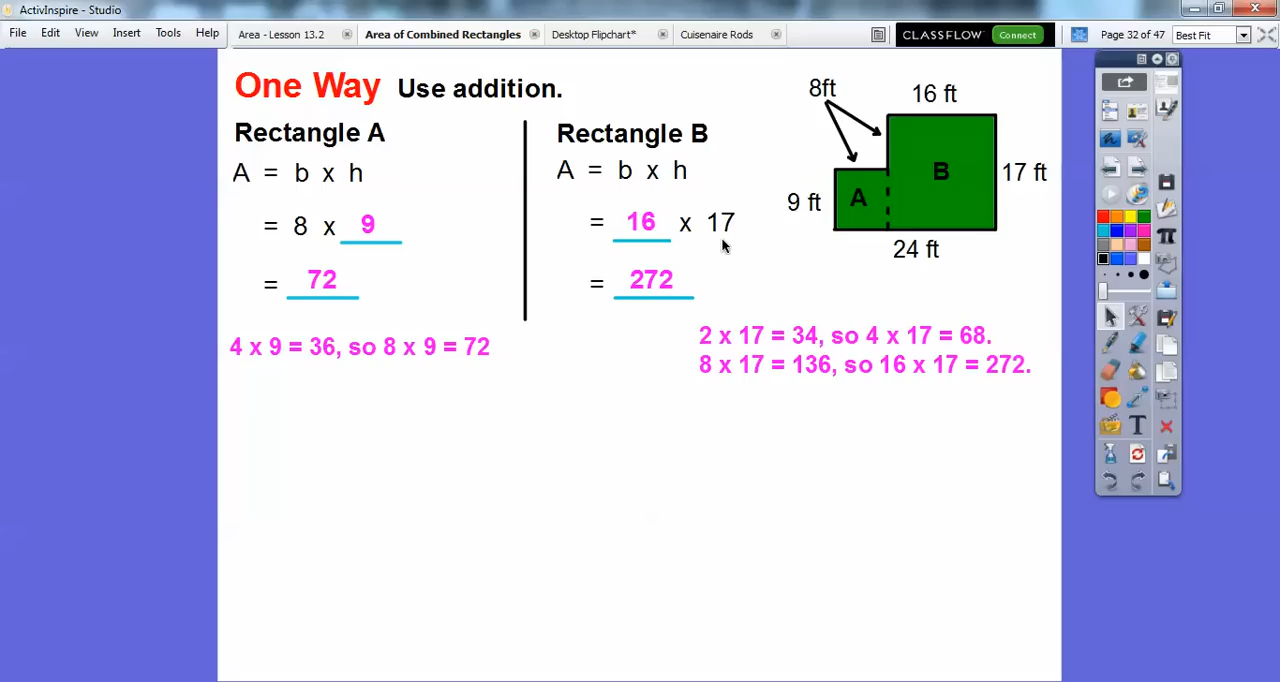 ActivInspire - Studio
File Edit View Insert Tools Help
Area - Lesson 13.2 Area of Combined Rectangles Desktop Flipchart* Cuisenaire Rods
CLASSFLOW Connect
Page 32 of 47 Best Fit
One Way Use addition.
Rectangle A
A = b x h
= 8 x 9
= 72
4 x 9 = 36, so 8 x 9 = 72
Rectangle B
A = b x h
= 16 x 17
= 272
2 x 17 = 34, so 4 x 17 = 68.
8 x 17 = 136, so 16 x 17 = 272.
8ft
16 ft
B
17 ft
9 ft
A
24 ft
T